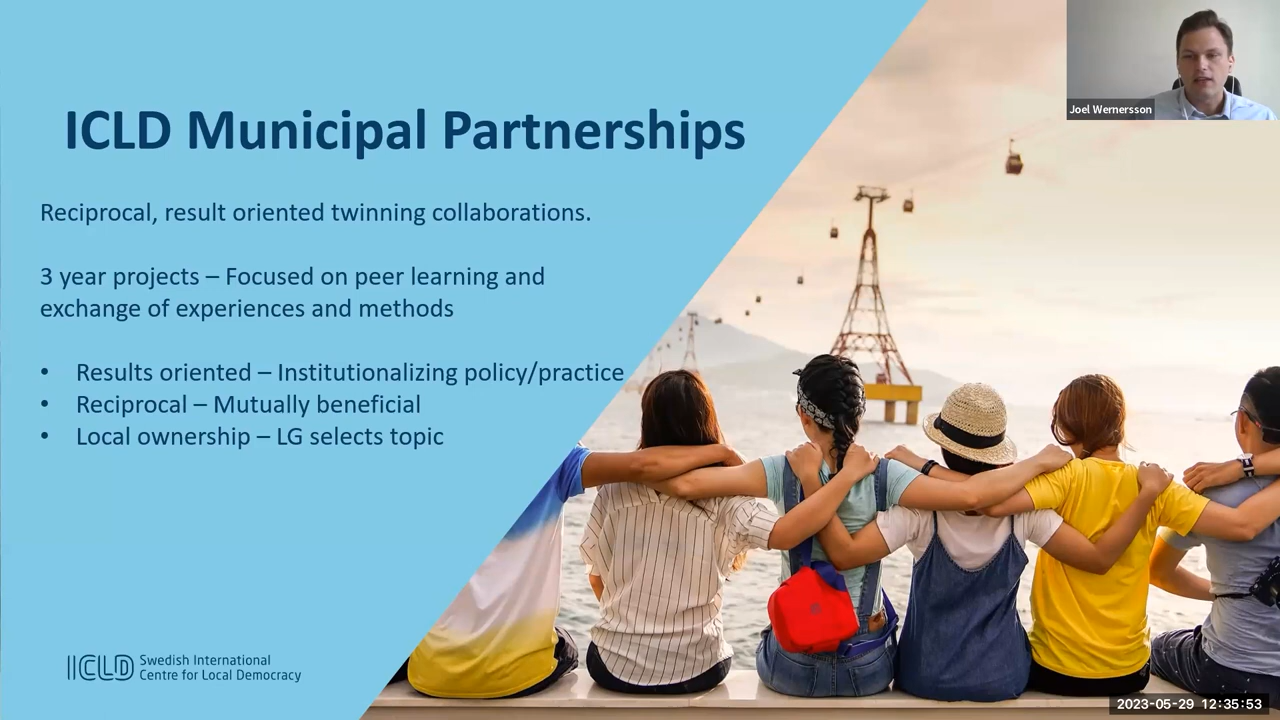 ICLD Municipal Partnerships
Joel Wernersson
Reciprocal, result oriented twinning collaborations.
3 year projects – Focused on peer learning and
exchange of experiences and methods
• Results oriented – Institutionalizing policy/practice
• Reciprocal – Mutually beneficial
• Local ownership – LG selects topic
ICLD Swedish International
Centre for Local Democracy
2023-05-29 12:35:53